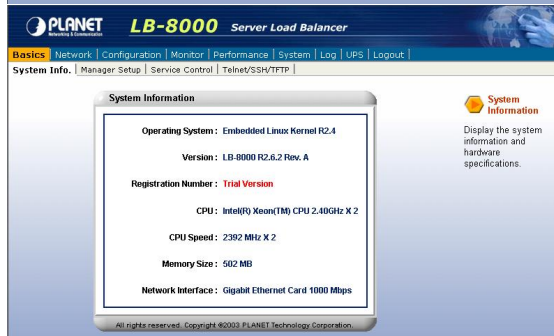 PLANET LB-8000 Server Load Balancer
Networking & Communication
Basics | Network | Configuration | Monitor | Performance | System | Log | UPS | Logout |
System Info. | Manager Setup | Service Control | Telnet/SSH/TFTP |
System Information
Operating System : Embedded Linux Kernel R2.4
Version : LB-8000 R2.6.2 Rev. A
Registration Number : Trial Version
CPU : Intel(R) Xeon(TM) CPU 2.40GHz X 2
CPU Speed : 2392 MHz X 2
Memory Size : 502 MB
Network Interface : Gigabit Ethernet Card 1000 Mbps
All rights reserved. Copyright ©2003 PLANET Technology Corporation.
System
Information
Display the system
information and
hardware
specifications.